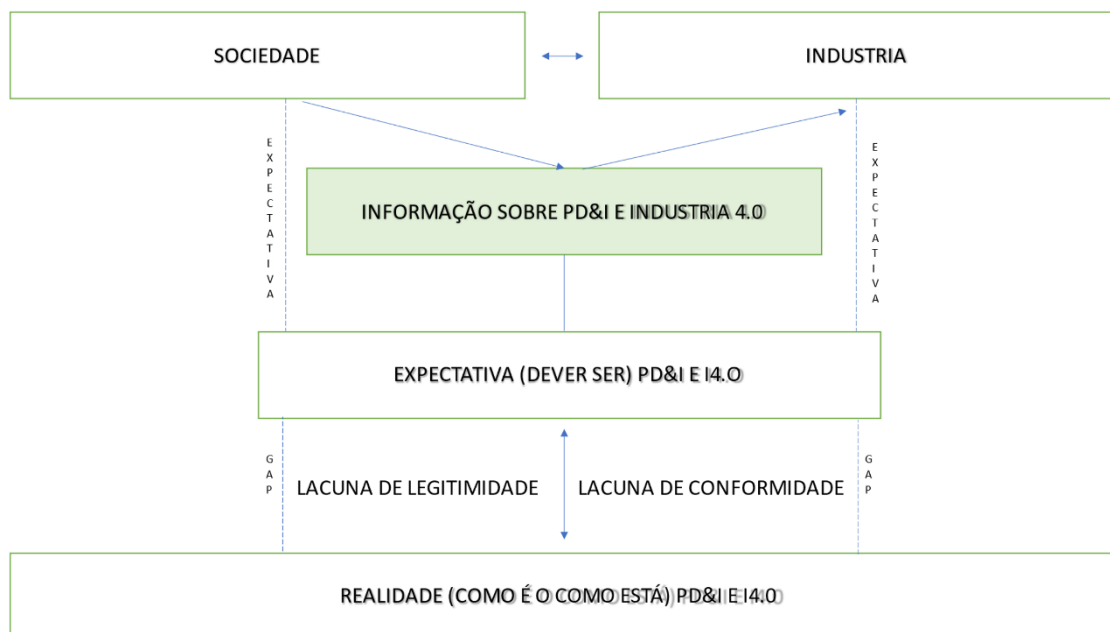 SOCIEDADE
INDUSTRIA
EXPECTATIVA
EXPECTATIVA
INFORMAÇÃO SOBRE PD&I E INDUSTRIA 4.0
EXPECTATIVA (DEVER SER) PD&I E I4.O
GAP
LACUNA DE LEGITIMIDADE
LACUNA DE CONFORMIDADE
GAP
REALIDADE (COMO É O COMO ESTÁ) PD&I E I4.0